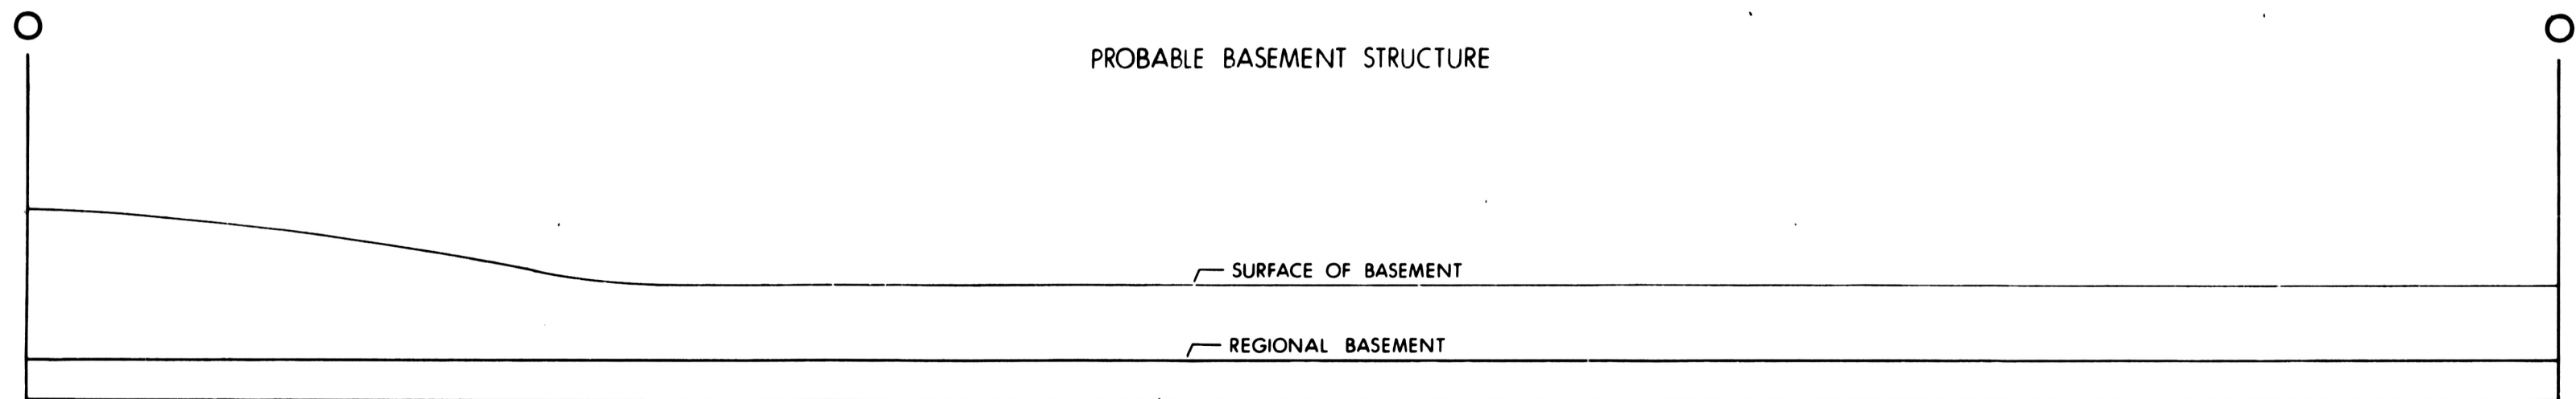 O O
PROBABLE BASEMENT STRUCTURE
SURFACE OF BASEMENT
REGIONAL BASEMENT